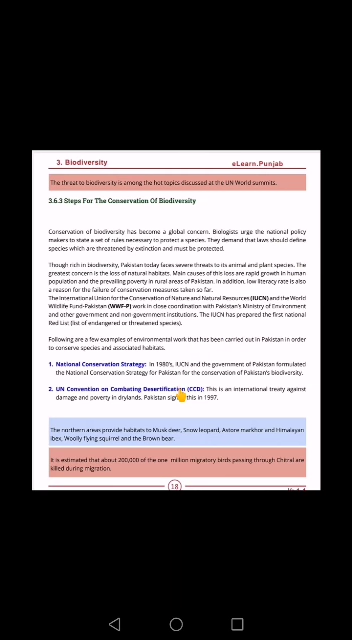 3. Biodiversity
eLearn.Punjab
The threat to biodiversity is among the hot topics discussed at the UN World summits.
3.6.3 Steps For The Conservation Of Biodiversity
Conservation of biodiversity has become a global concern. Biologists urge the national policy
makers to state a set of rules necessary to protect a species. They demand that laws should define
species which are threatened by extinction and must be protected.
Though rich in biodiversity, Pakistan today faces severe threats to its animal and plant species. The
greatest concern is the loss of natural habitats. Main causes of this loss are rapid growth in human
population and the prevailing poverty in rural areas of Pakistan. In addition, low literacy rate is also
a reason for the failure of conservation measures taken so far.
The International Union for the Conservation of Nature and Natural Resources (IUCN) and the World
Wildlife Fund-Pakistan (WWF-P) work in close coordination with Pakistan's Ministry of Environment
and other government and non-government institutions. The IUCN has prepared the first national
Red List (list of endangered or threatened species).
Following are a few examples of environmental work that has been carried out in Pakistan in order
to conserve species and associated habitats.
1. National Conservation Strategy: In 1980's, IUCN and the government of Pakistan formulated
the National Conservation Strategy for Pakistan for the conservation of Pakistan's biodiversity.
2. UN Convention on Combating Desertification (CCD): This is an international treaty against
damage and poverty in drylands. Pakistan this in 1997.
The northern areas provide habitats to Musk deer, Snow leopard, Astore markhor and Himalayan
ibex, Woolly flying squirrel and the Brown bear.
It is estimated that about 200,000 of the one million migratory birds passing through Chitral are
killed during migration.
18